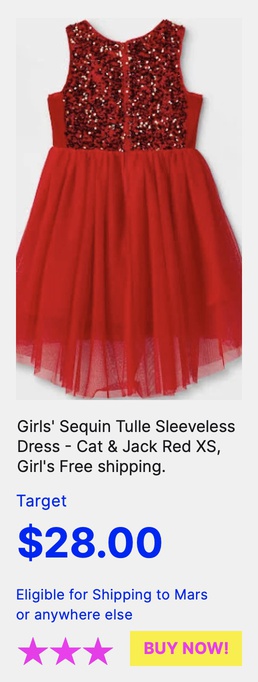 Girls' Sequin Tulle Sleeveless
Dress - Cat & Jack Red XS,
Girl's Free shipping.
Target
$28.00
Eligible for Shipping to Mars
or anywhere else
BUY NOW!